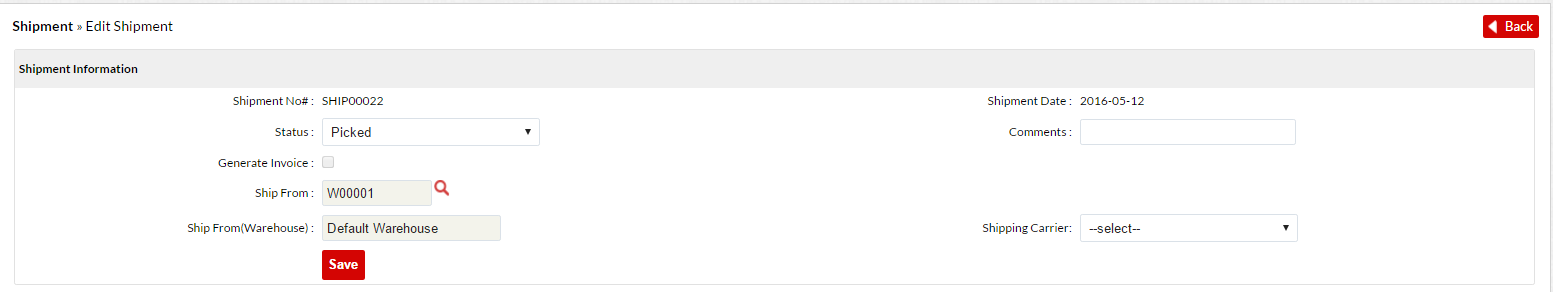 Shipment » Edit Shipment
Back
Shipment Information
Shipment No# : SHIP00022
Shipment Date : 2016-05-12
Status : Picked
Comments :
Generate Invoice :
Ship From : W00001
Ship From(Warehouse) : Default Warehouse
Shipping Carrier: --select--
Save